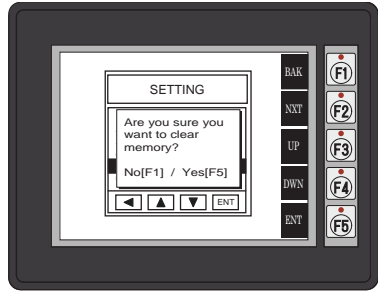 SETTING
Are you sure you
want to clear
memory?
No[F1] / Yes[F5]
ENT
BAK
NXT
UP
DWN
ENT
F1
F2
F3
F4
F5